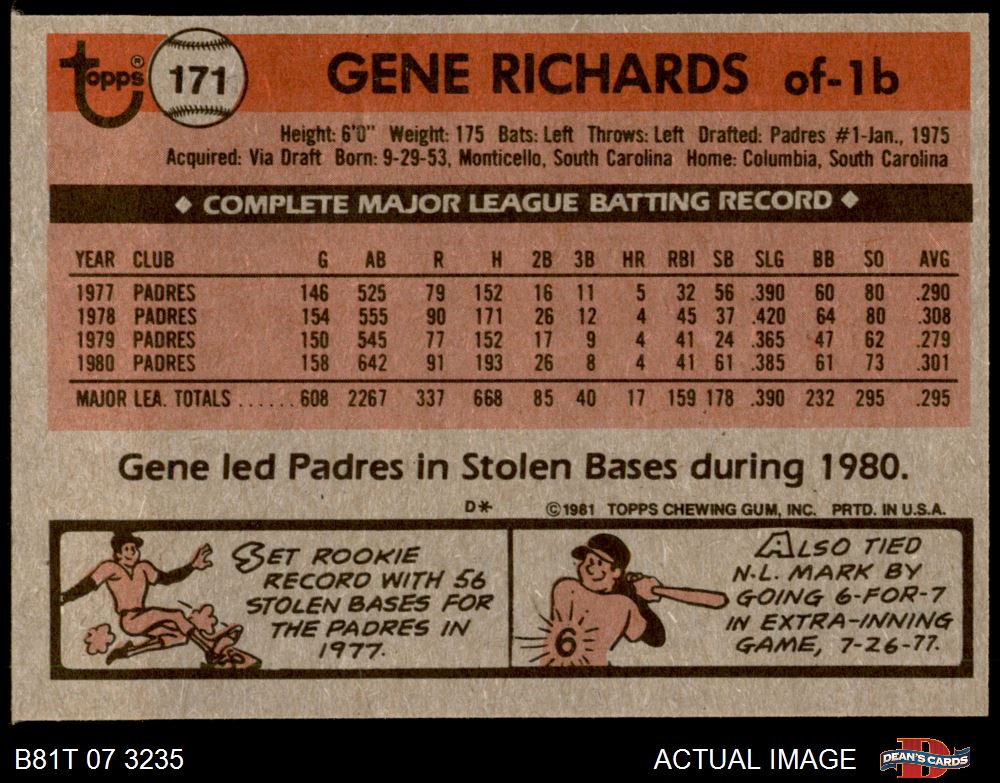 topps® 171 GENE RICHARDS of-1b
Height: 6'0" Weight: 175 Bats: Left Throws: Left Drafted: Padres #1-Jan., 1975
Acquired: Via Draft Born: 9-29-53, Monticello, South Carolina Home: Columbia, South Carolina
◆ COMPLETE MAJOR LEAGUE BATTING RECORD ◆
YEAR CLUB G AB R H 2B 3B HR RBI SB SLG BB SO AVG
1977 PADRES 146 525 79 152 16 11 5 32 56 .390 60 80 .290
1978 PADRES 154 555 90 171 26 12 4 45 37 .420 64 80 .308
1979 PADRES 150 545 77 152 17 9 4 41 24 .365 47 62 .279
1980 PADRES 158 642 91 193 26 8 4 41 61 .385 61 73 .301
MAJOR LEA. TOTALS ...... 608 2267 337 668 85 40 17 159 178 .390 232 295 .295
Gene led Padres in Stolen Bases during 1980.
D* ©1981 TOPPS CHEWING GUM, INC. PRTD. IN U.S.A.
SET ROOKIE
RECORD WITH 56
STOLEN BASES FOR
THE PADRES IN
1977.
6
ALSO TIED
N.L. MARK BY
GOING 6-FOR-7
IN EXTRA-INNING
GAME, 7-26-77.
B81T 07 3235 ACTUAL IMAGE D DEAN'S CARDS